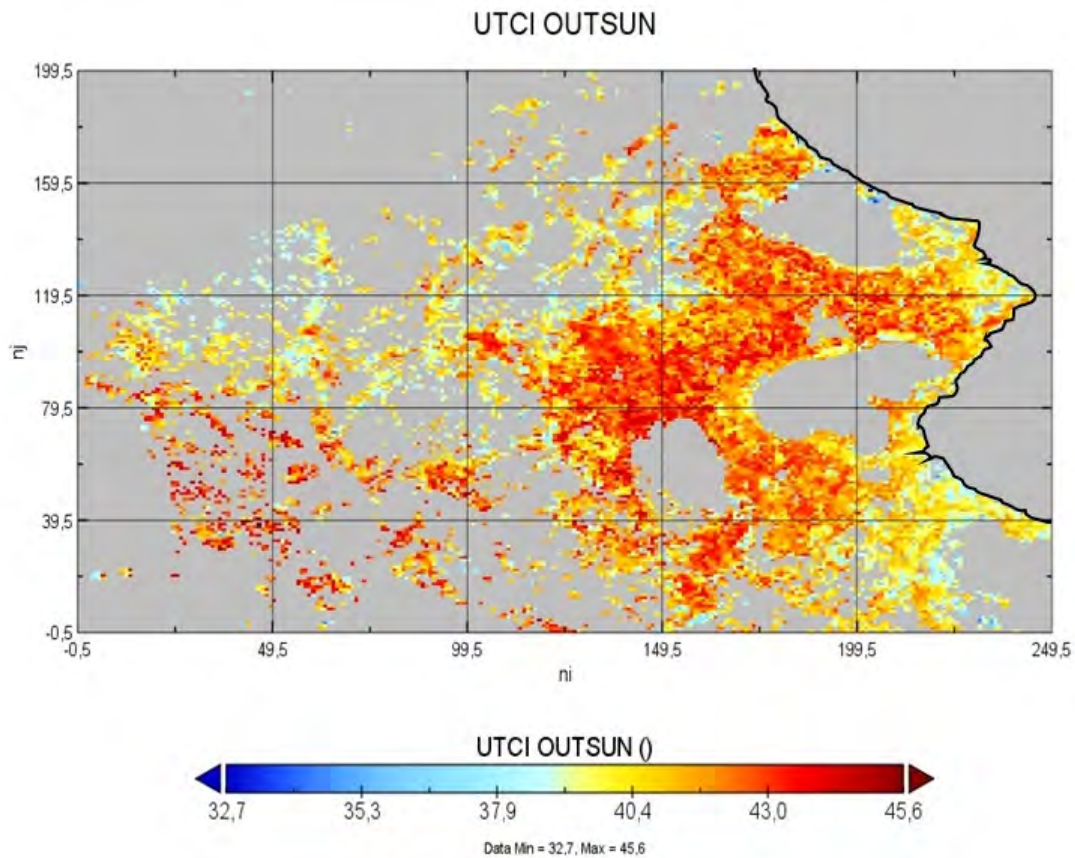 UTCI OUTSUN
199,5
159,5
119,5
nj
79,5
39,5
-0,5
-0,5 49,5 99,5 149,5 199,5 249,5
ni
UTCI OUTSUN ()
32,7 35,3 37,9 40,4 43,0 45,6
Data Min = 32,7, Max = 45,6